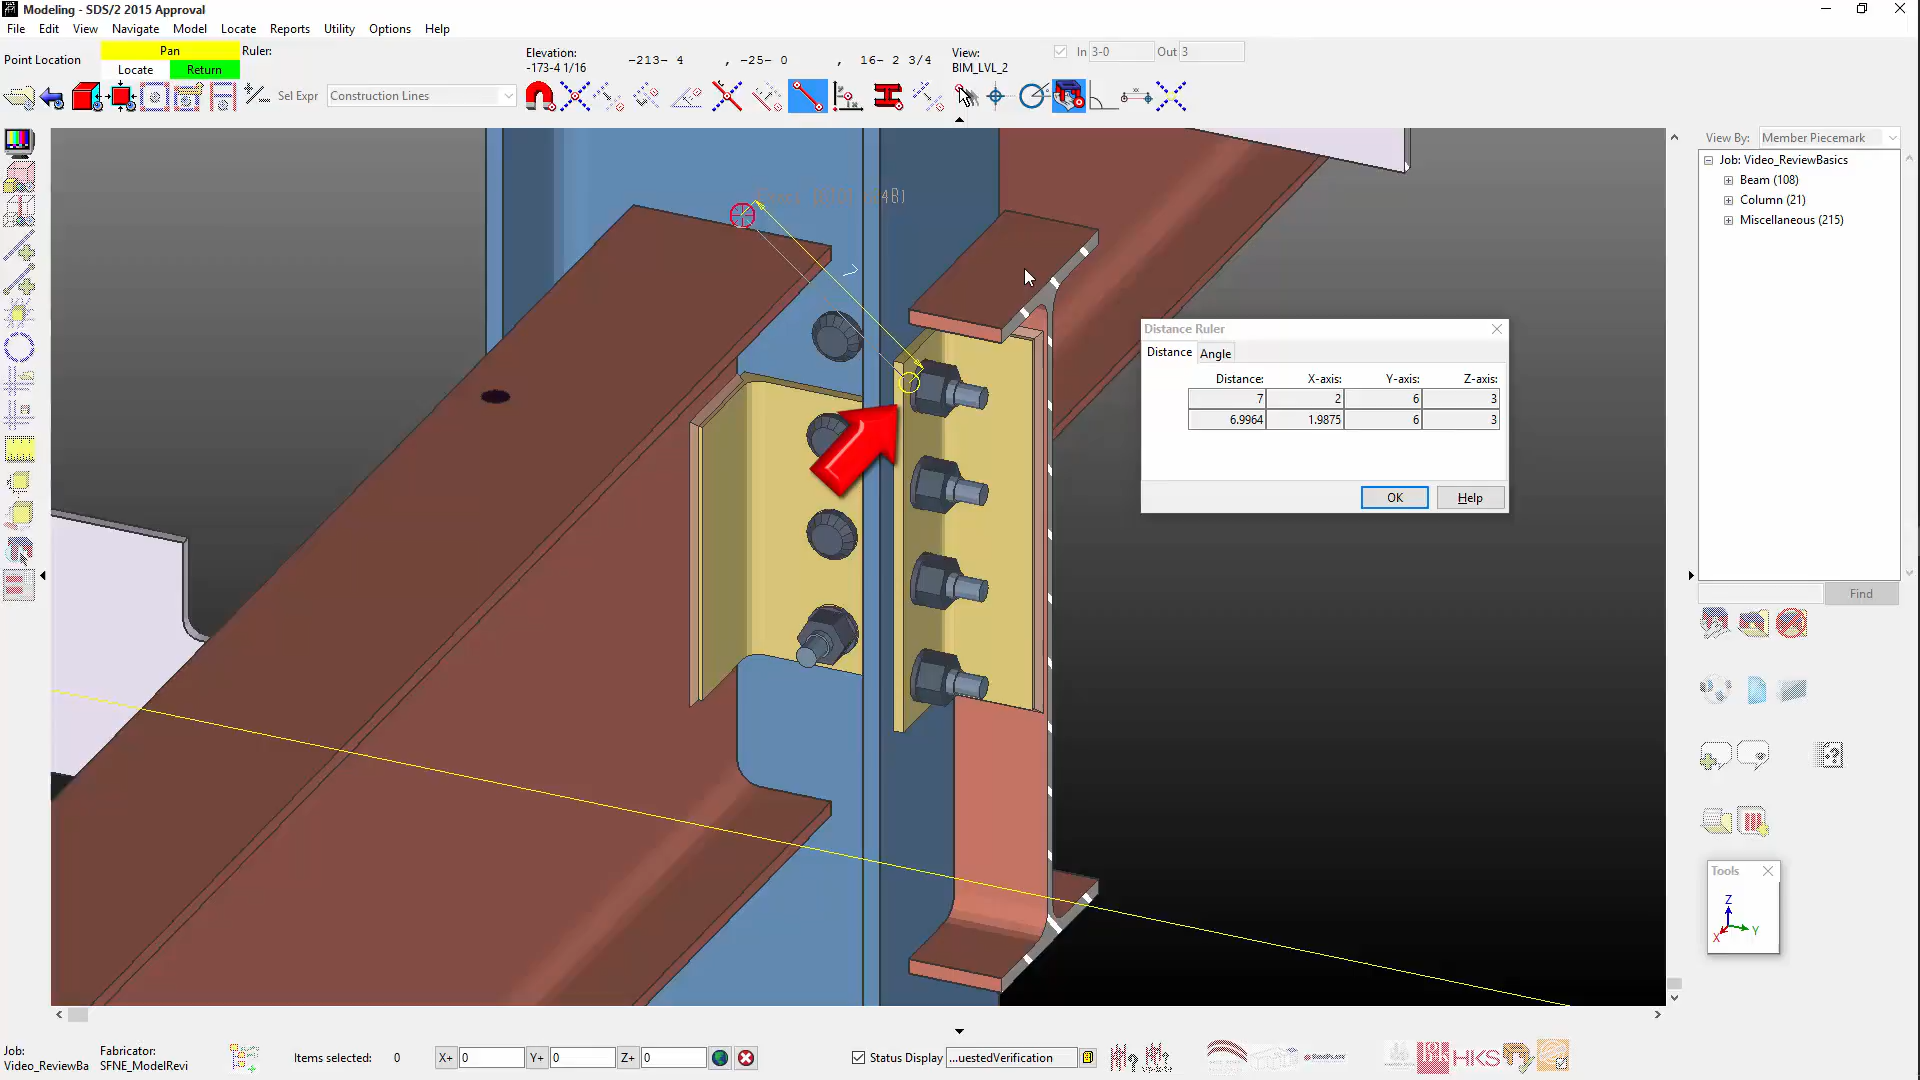 Modeling - SDS/2 2015 Approval
File Edit View Navigate Model Locate Reports Utility Options Help
Point Location
Pan
Ruler:
Locate
Return
Elevation:
-173-4 1/16
-213- 4 , -25- 0 , 16- 2 3/4
View:
BIM_LVL_2
In 3-0 Out 3
Sel Expr Construction Lines
View By: Member Piecemark
Job: Video_ReviewBasics
Beam (108)
Column (21)
Miscellaneous (215)
Find
7
Distance Ruler
Distance Angle
Distance: X-axis: Y-axis: Z-axis:
7 2 6 3
6.9964 1.9875 6 3
OK Help
Tools
Z
X Y
Job:
Video_ReviewBa
Fabricator:
SFNE_ModelRevi
Items selected: 0
X+ 0 Y+ 0 Z+ 0
Status Display ...uestedVerification
HKS